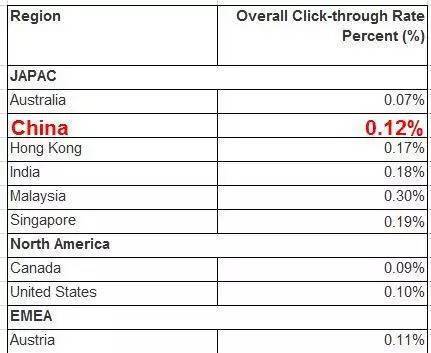 Region Overall Click-through Rate
Percent (%)
JAPAC
Australia 0.07%
China 0.12%
Hong Kong 0.17%
India 0.18%
Malaysia 0.30%
Singapore 0.19%
North America
Canada 0.09%
United States 0.10%
EMEA
Austria 0.11%